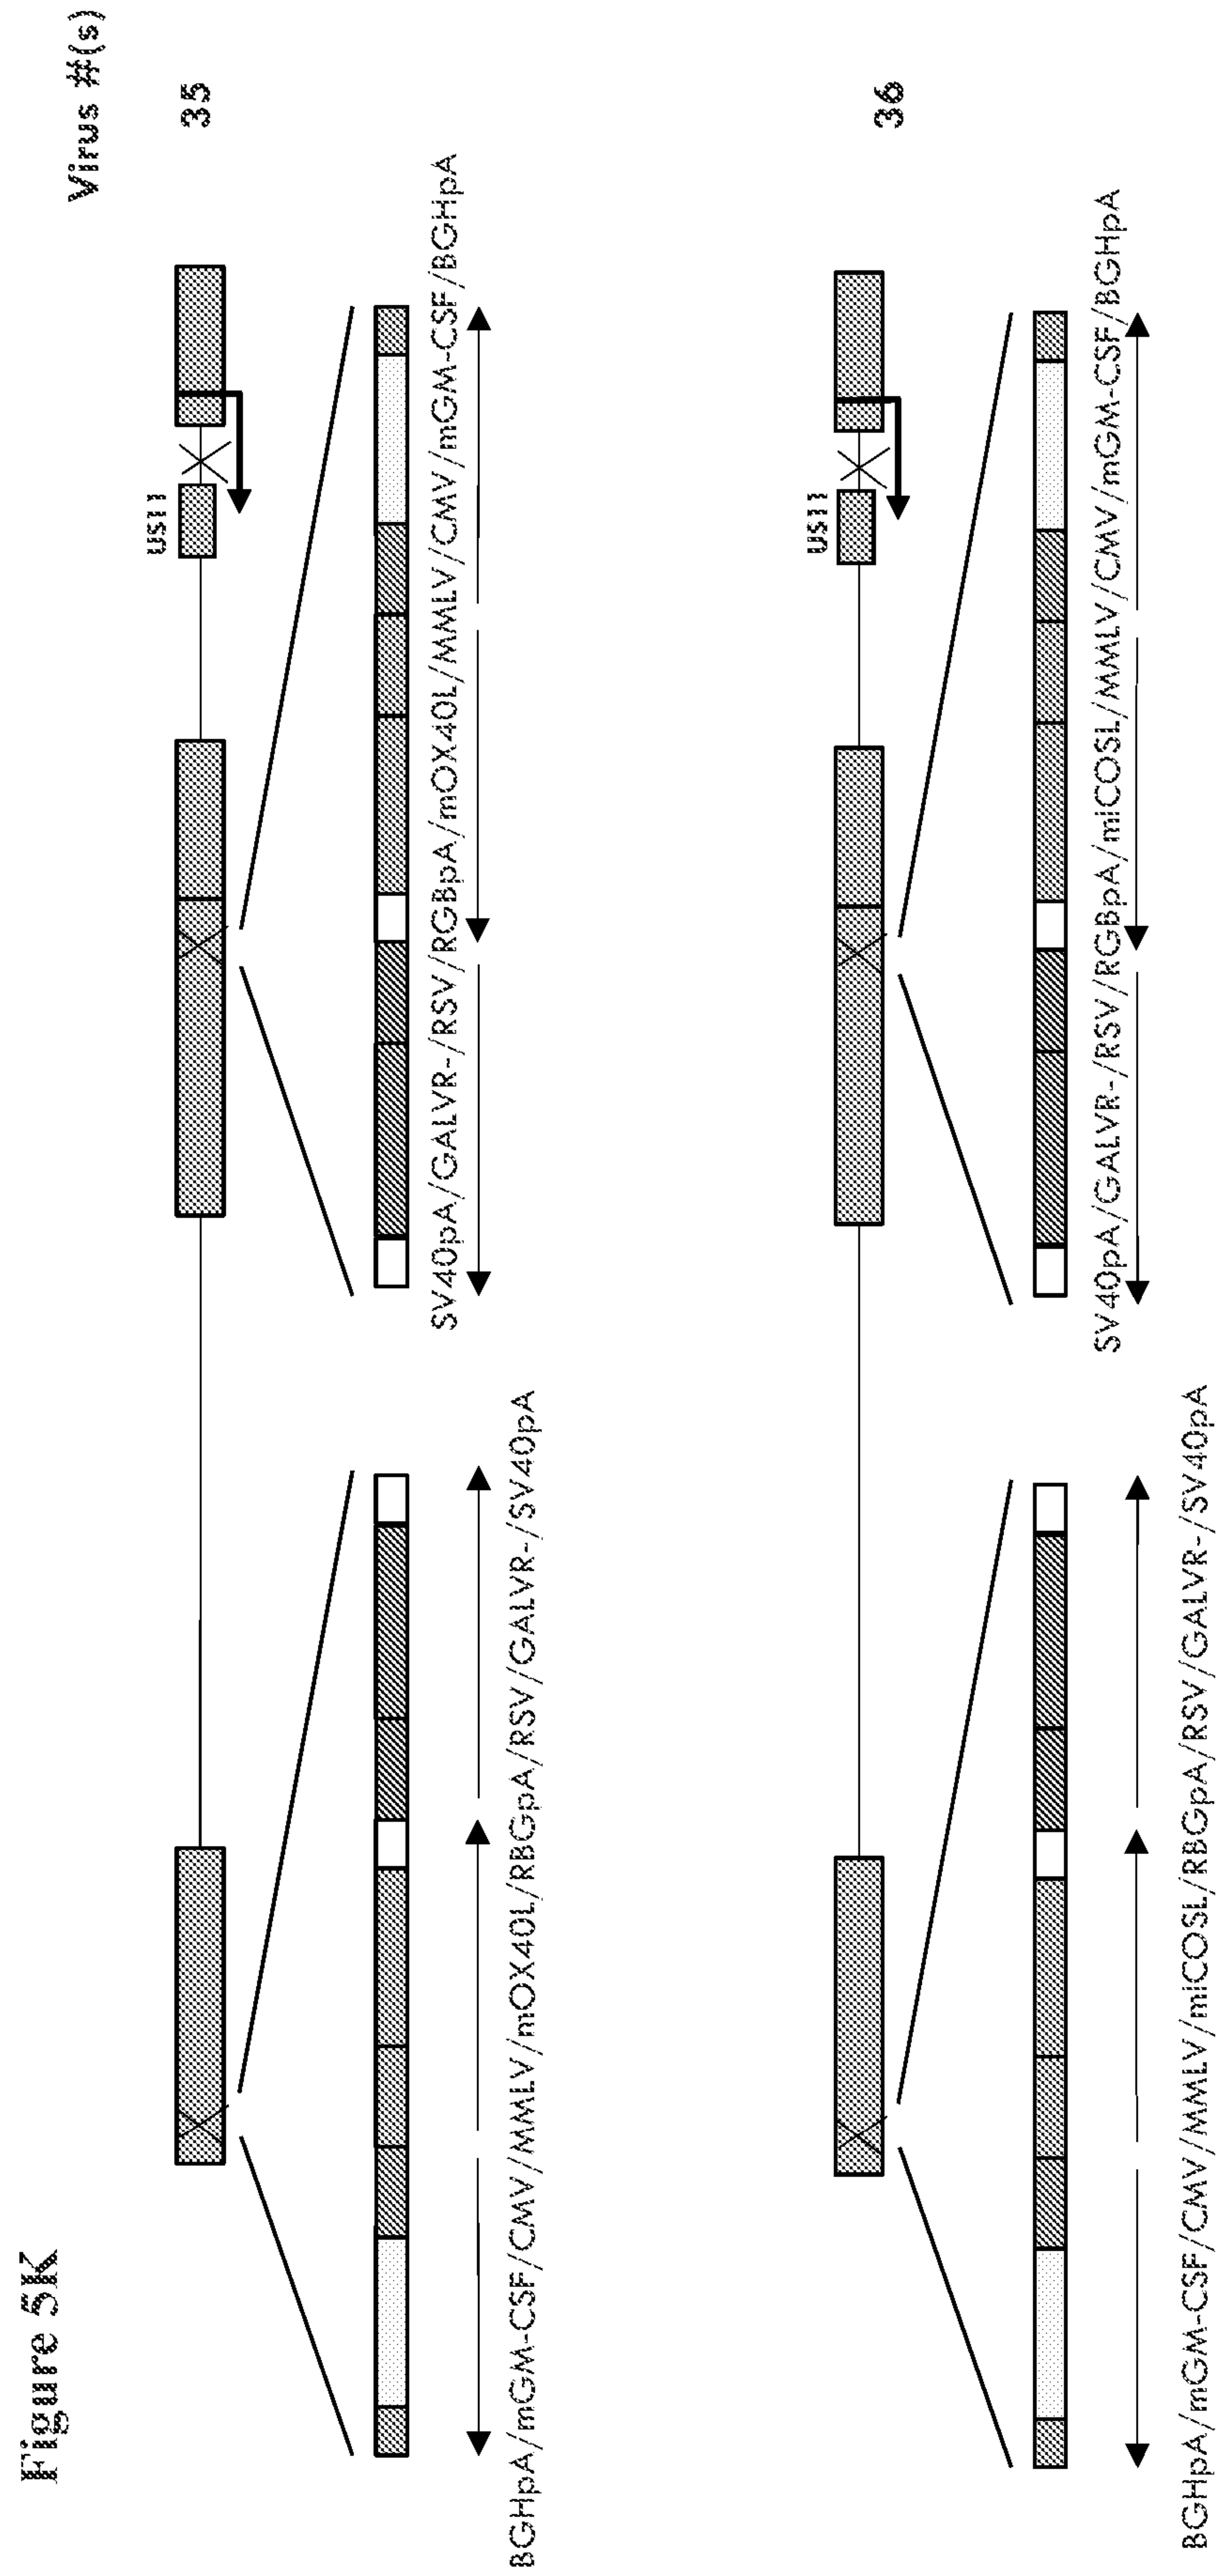 Figure 5K
Virus #(s)
US11
35
SV40pA/GALVR-/RSV/RGBpA/mOX40L/MMLV/CMV/mGM-CSF/BGHpA
BGHpA/mGM-CSF/CMV/MMLV/mOX40L/RBGpA/RSV/GALVR-/SV40pA
US11
36
SV40pA/GALVR-/RSV/RGBpA/miCOSL/MMLV/CMV/mGM-CSF/BGHpA
BGHpA/mGM-CSF/CMV/MMLV/miCOSL/RBGpA/RSV/GALVR-/SV40pA